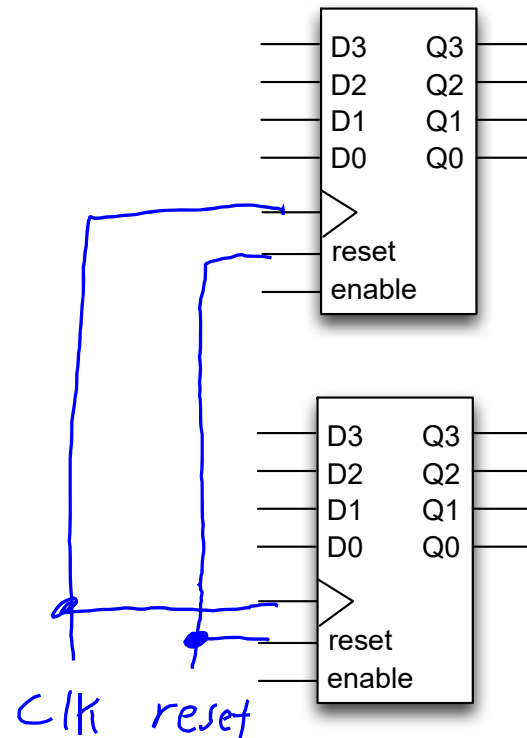 D3 Q3
D2 Q2
D1 Q1
D0 Q0
reset
enable
D3 Q3
D2 Q2
D1 Q1
D0 Q0
reset
enable
Clk reset